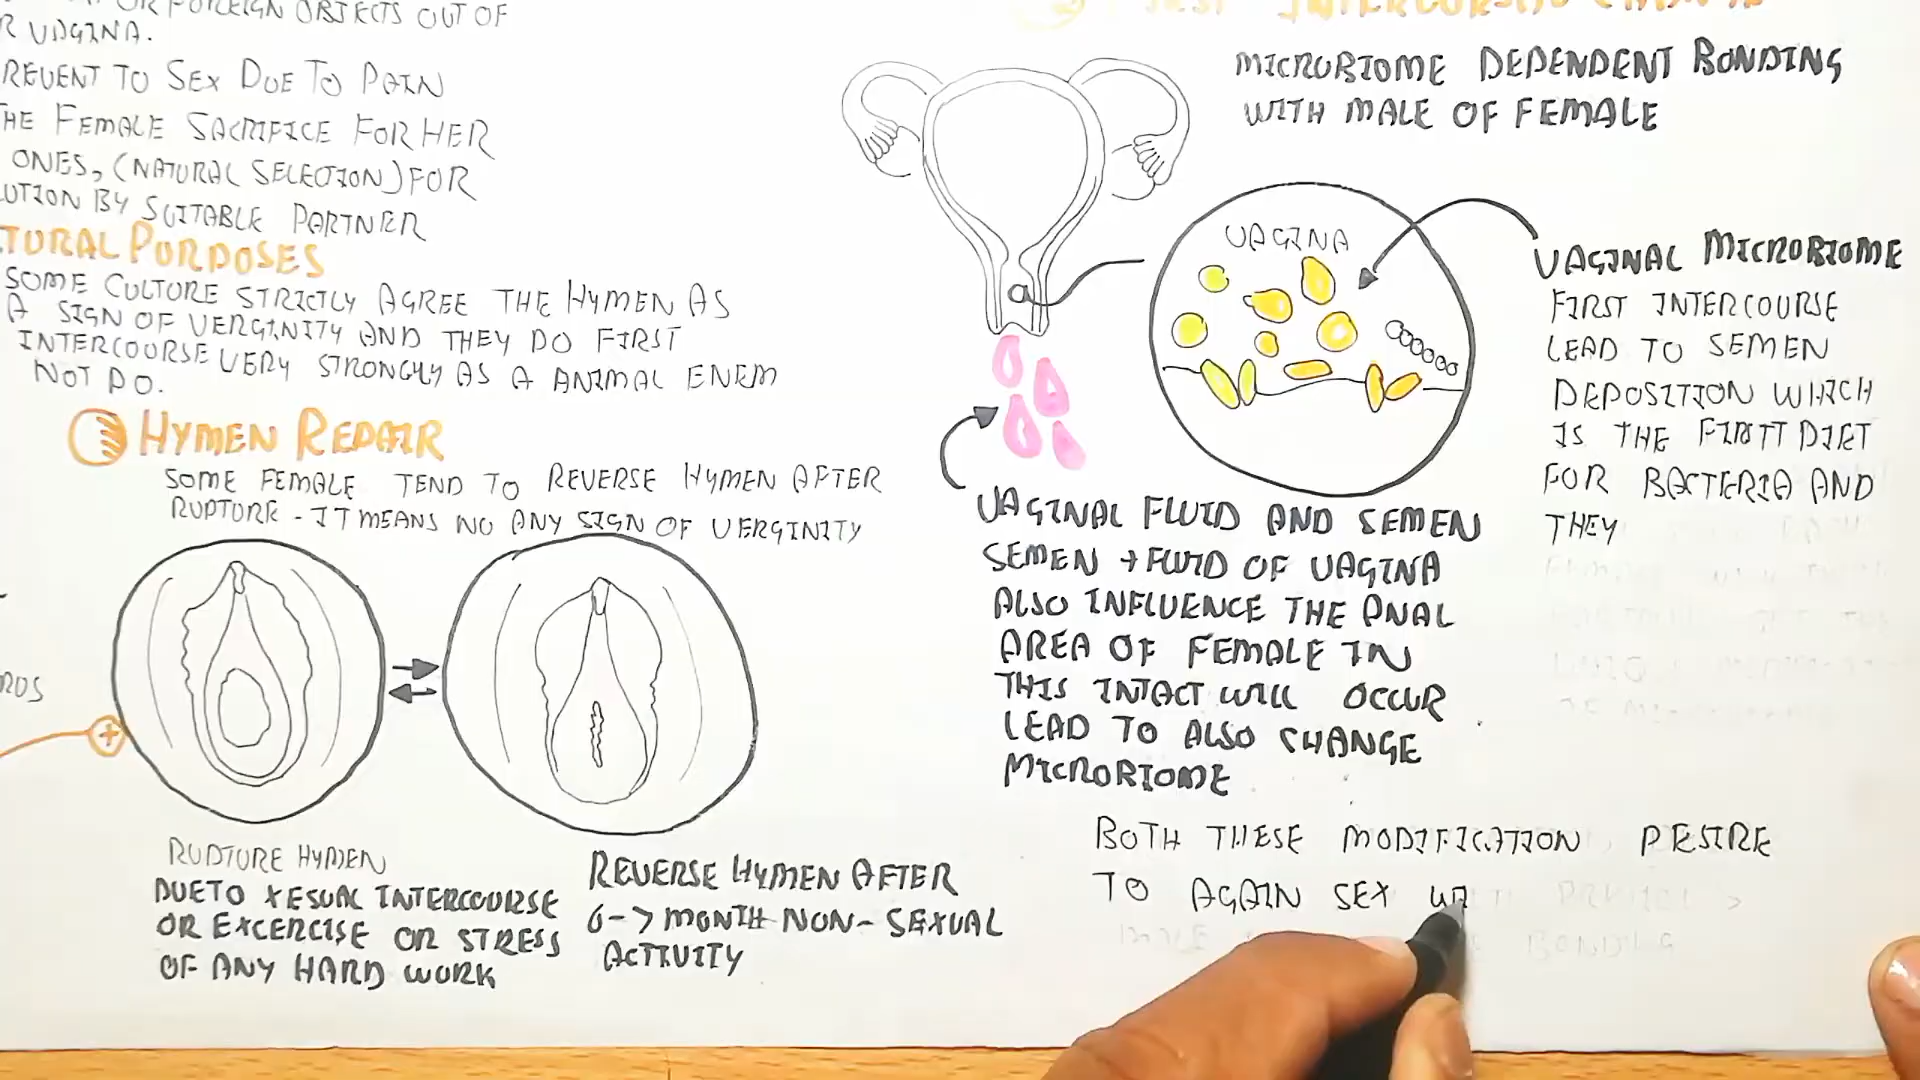 OR FOREIGN OBJECTS OUT OF
R VAGINA.
REVENT TO SEX DUE TO PAIN
HE FEMALE SACRIFICE FOR HER
ONES, (NATURAL SELECTION) FOR
LUTION BY SUITABLE PARTNER
TURAL PURPOSES
SOME CULTURE STRICTLY AGREE THE HYMEN AS
A SIGN OF VERGINITY AND THEY DO FIRST
INTERCOURSE VERY STRONGLY AS A ANIMAL ENEM
NOT DO.
HYMEN REPAIR
SOME FEMALE TEND TO REVERSE HYMEN AFTER
RUPTURE - IT MEANS NO ANY SIGN OF VERGINITY
RUPTURE HYMEN
DUE TO XESUAL INTERCOURSE
OR EXCERCISE OR STRESS
OF ANY HARD WORK
REVERSE HYMEN AFTER
6-7 MONTH NON-SEXUAL
ACTIVITY
MICROBIOME DEPENDENT BONDING
WITH MALE OF FEMALE
VAGINA
VAGINAL MICROBIOME
FIRST INTERCOURSE
LEAD TO SEMEN
DEPOSITION WHICH
IS THE FIRTT DIET
FOR BACTERIA AND
THEY
VAGINAL FLUID AND SEMEN
SEMEN + FLUID OF VAGINA
ALSO INFLUENCE THE ANAL
AREA OF FEMALE IN
THIS INTACT WILL OCCUR
LEAD TO ALSO CHANGE
MICROBIOME
BOTH THESE MODIFICATION DESIRE
TO AGAIN SEX